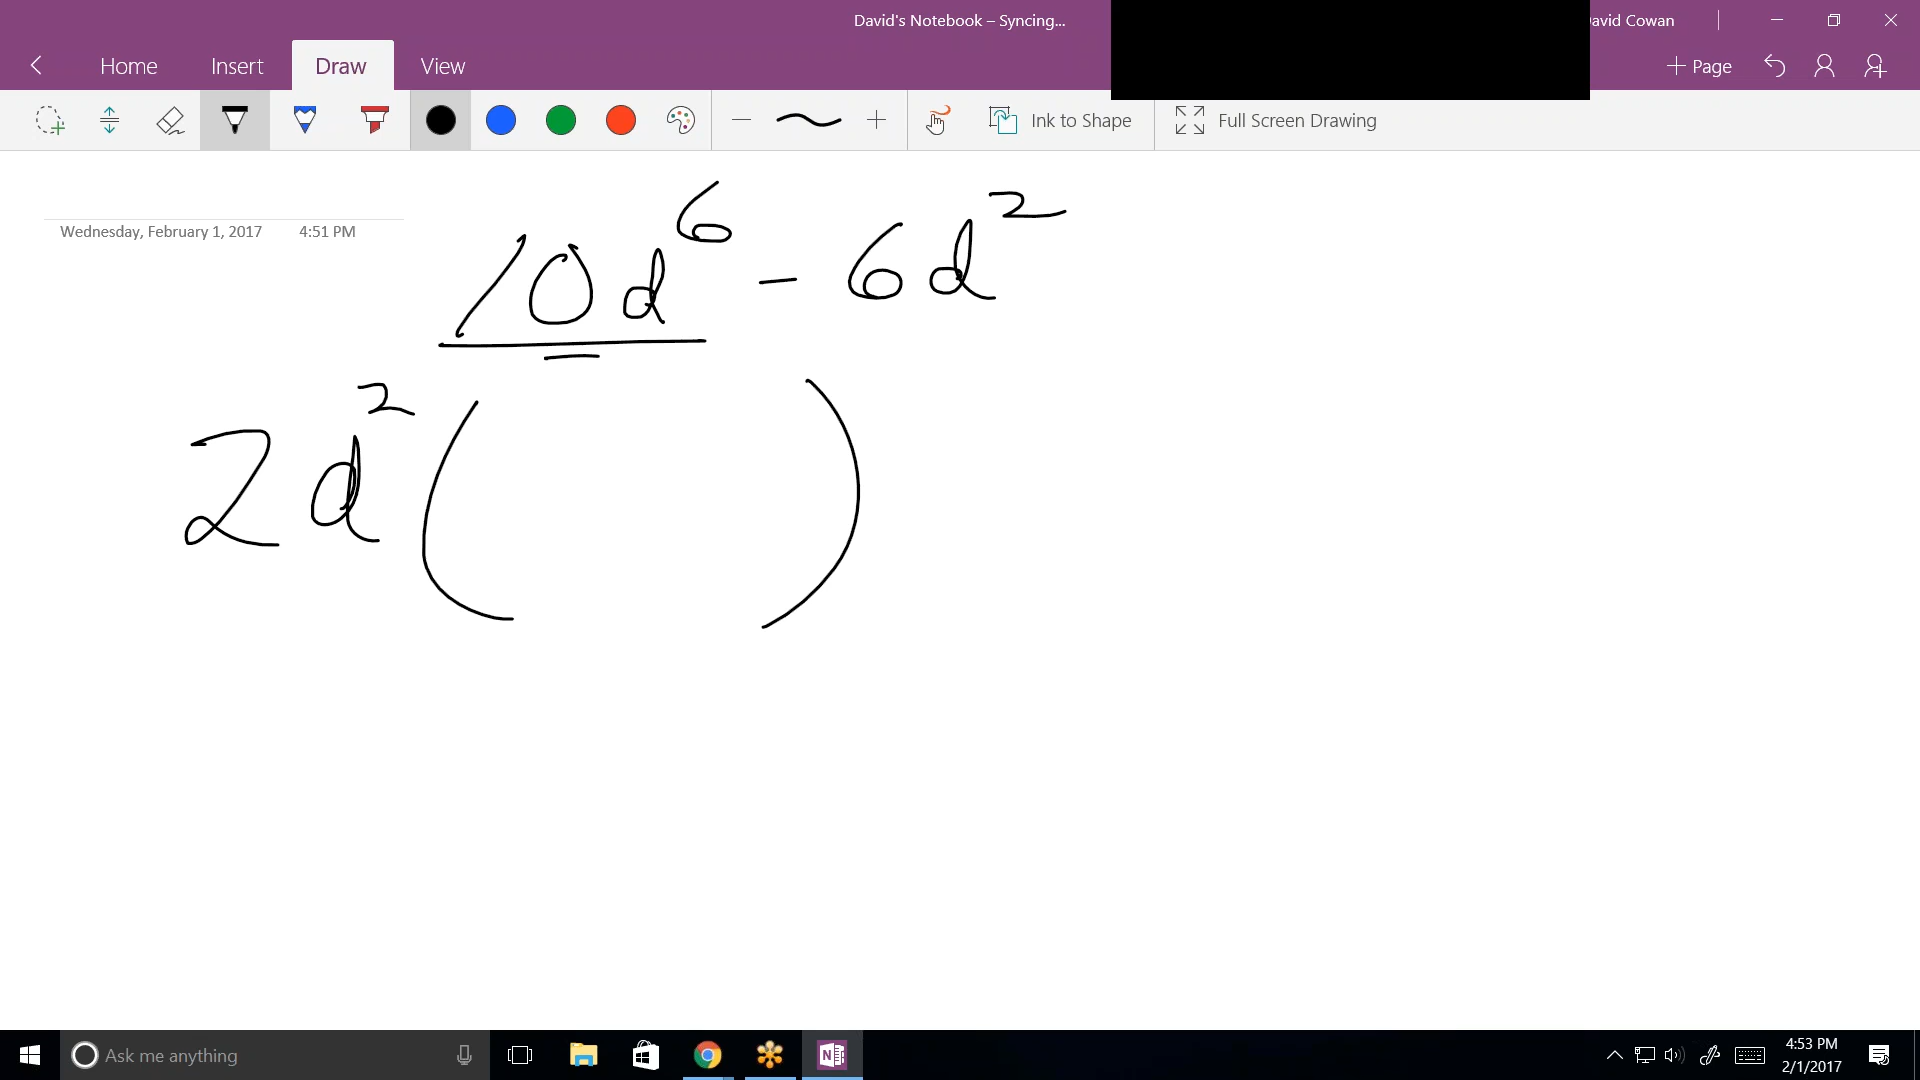 David's Notebook – Syncing...
avid Cowan
Home Insert Draw View
+ Page
Ink to Shape Full Screen Drawing
Wednesday, February 1, 2017 4:51 PM
10d⁶ - 6d²
2d² ( )
Ask me anything
4:53 PM
2/1/2017